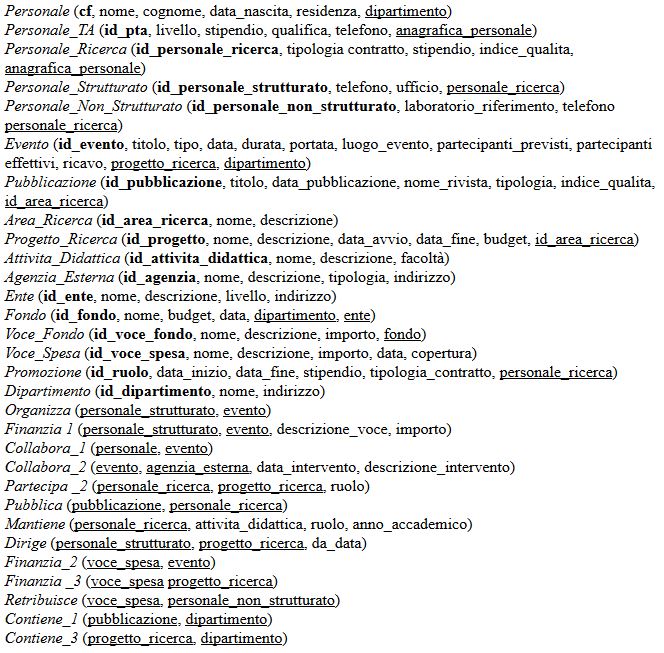 Personale (cf, nome, cognome, data_nascita, residenza, dipartimento)
Personale_TA (id_pta, livello, stipendio, qualifica, telefono, anagrafica_personale)
Personale_Ricerca (id_personale_ricerca, tipologia contratto, stipendio, indice_qualita,
anagrafica_personale)
Personale_Strutturato (id_personale_strutturato, telefono, ufficio, personale_ricerca)
Personale_Non_Strutturato (id_personale_non_strutturato, laboratorio_riferimento, telefono
personale_ricerca)
Evento (id_evento, titolo, tipo, data, durata, portata, luogo_evento, partecipanti_previsti, partecipanti
effettivi, ricavo, progetto_ricerca, dipartimento)
Pubblicazione (id_pubblicazione, titolo, data_pubblicazione, nome_rivista, tipologia, indice_qualita,
id_area_ricerca)
Area_Ricerca (id_area_ricerca, nome, descrizione)
Progetto_Ricerca (id_progetto, nome, descrizione, data_avvio, data_fine, budget, id_area_ricerca)
Attivita_Didattica (id_attivita_didattica, nome, descrizione, facoltà)
Agenzia_Esterna (id_agenzia, nome, descrizione, tipologia, indirizzo)
Ente (id_ente, nome, descrizione, livello, indirizzo)
Fondo (id_fondo, nome, budget, data, dipartimento, ente)
Voce_Fondo (id_voce_fondo, nome, descrizione, importo, fondo)
Voce_Spesa (id_voce_spesa, nome, descrizione, importo, data, copertura)
Promozione (id_ruolo, data_inizio, data_fine, stipendio, tipologia_contratto, personale_ricerca)
Dipartimento (id_dipartimento, nome, indirizzo)
Organizza (personale_strutturato, evento)
Finanzia 1 (personale_strutturato, evento, descrizione_voce, importo)
Collabora_1 (personale, evento)
Collabora_2 (evento, agenzia_esterna, data_intervento, descrizione_intervento)
Partecipa _2 (personale_ricerca, progetto_ricerca, ruolo)
Pubblica (pubblicazione, personale_ricerca)
Mantiene (personale_ricerca, attivita_didattica, ruolo, anno_accademico)
Dirige (personale_strutturato, progetto_ricerca, da_data)
Finanzia_2 (voce_spesa, evento)
Finanzia _3 (voce_spesa progetto_ricerca)
Retribuisce (voce_spesa, personale_non_strutturato)
Contiene_1 (pubblicazione, dipartimento)
Contiene_3 (progetto_ricerca, dipartimento)